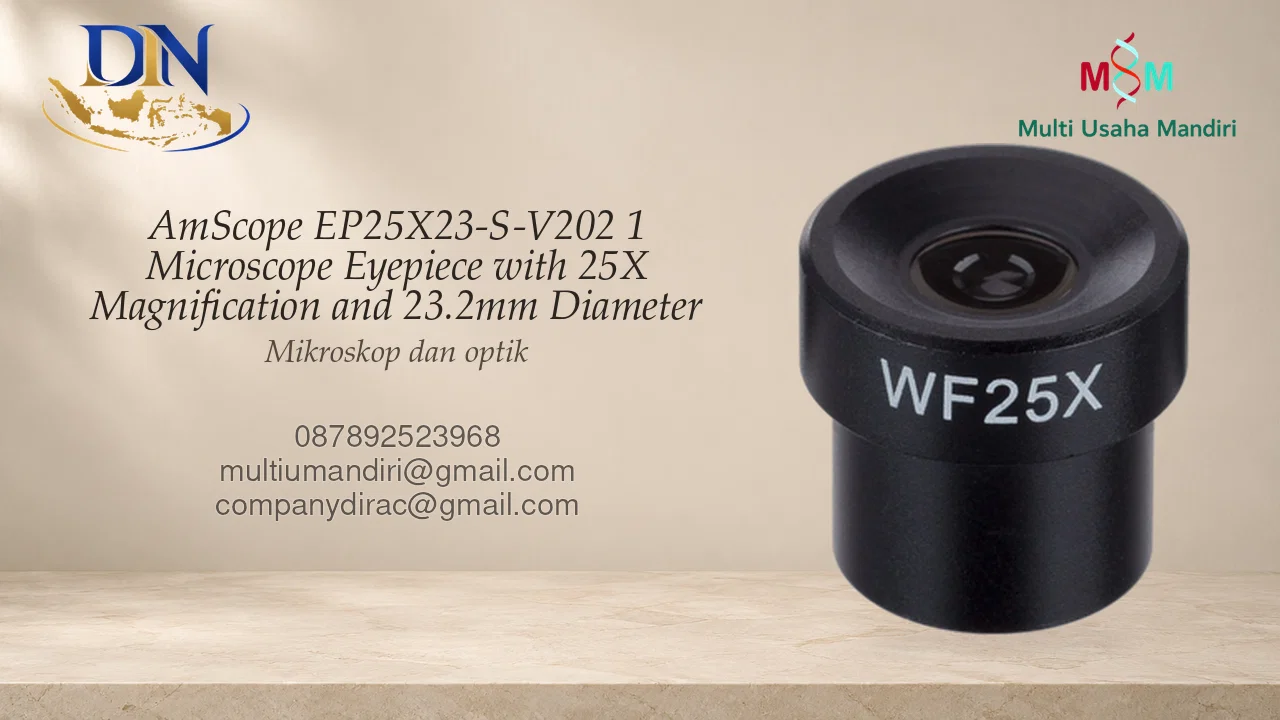 DN
M M
Multi Usaha Mandiri
AmScope EP25X23-S-V202 1
Microscope Eyepiece with 25X
Magnification and 23.2mm Diameter
Mikroskop dan optik
087892523968
multiumandiri@gmail.com
companydirac@gmail.com
WF25X